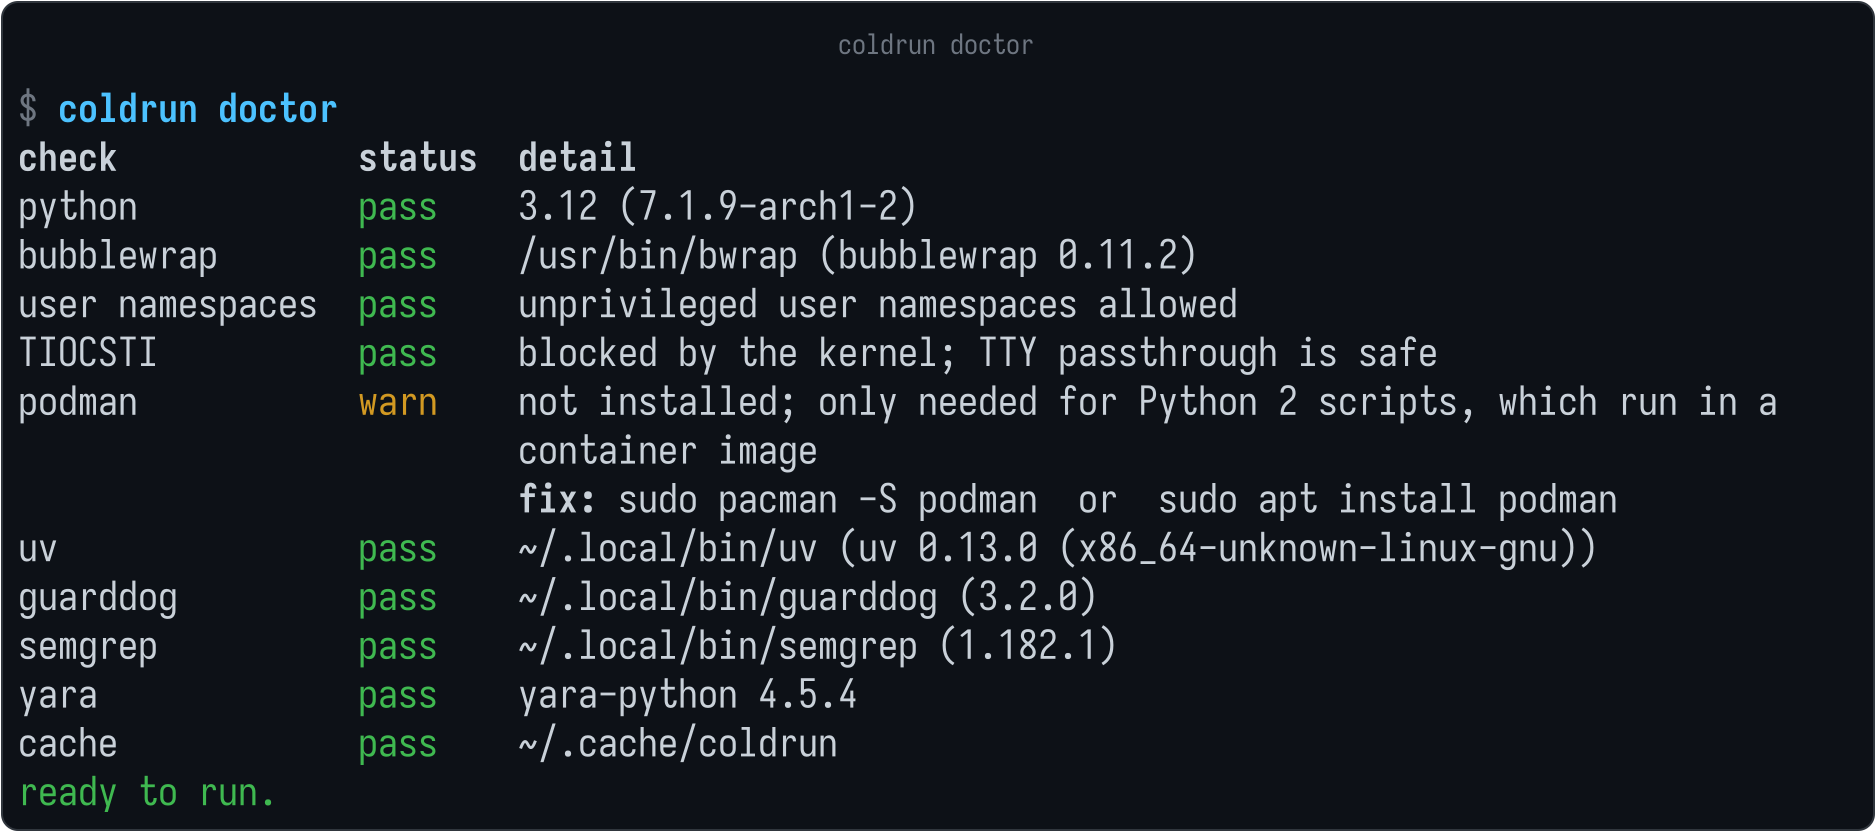 coldrun doctor
$ coldrun doctor
check status detail
python pass 3.12 (7.1.9-arch1-2)
bubblewrap pass /usr/bin/bwrap (bubblewrap 0.11.2)
user namespaces pass unprivileged user namespaces allowed
TIOCSTI pass blocked by the kernel; TTY passthrough is safe
podman warn not installed; only needed for Python 2 scripts, which run in a
container image
fix: sudo pacman -S podman  or  sudo apt install podman
uv pass ~/.local/bin/uv (uv 0.13.0 (x86_64-unknown-linux-gnu))
guarddog pass ~/.local/bin/guarddog (3.2.0)
semgrep pass ~/.local/bin/semgrep (1.182.1)
yara pass yara-python 4.5.4
cache pass ~/.cache/coldrun
ready to run.